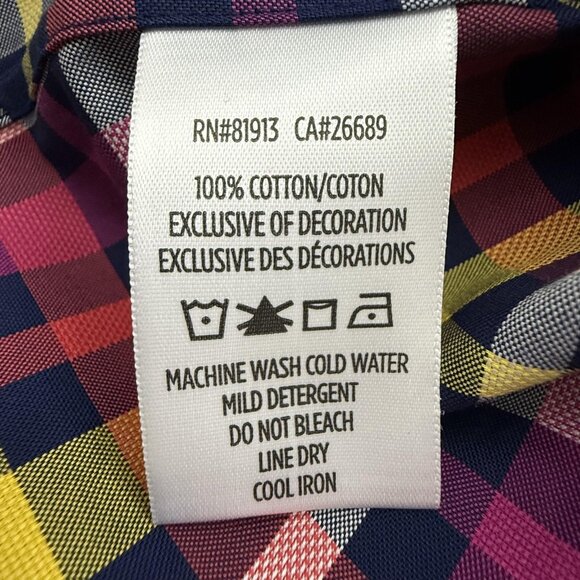 RN#81913 CA#26689
100% COTTON/COTON
EXCLUSIVE OF DECORATION
EXCLUSIVE DES DÉCORATIONS
MACHINE WASH COLD WATER
MILD DETERGENT
DO NOT BLEACH
LINE DRY
COOL IRON